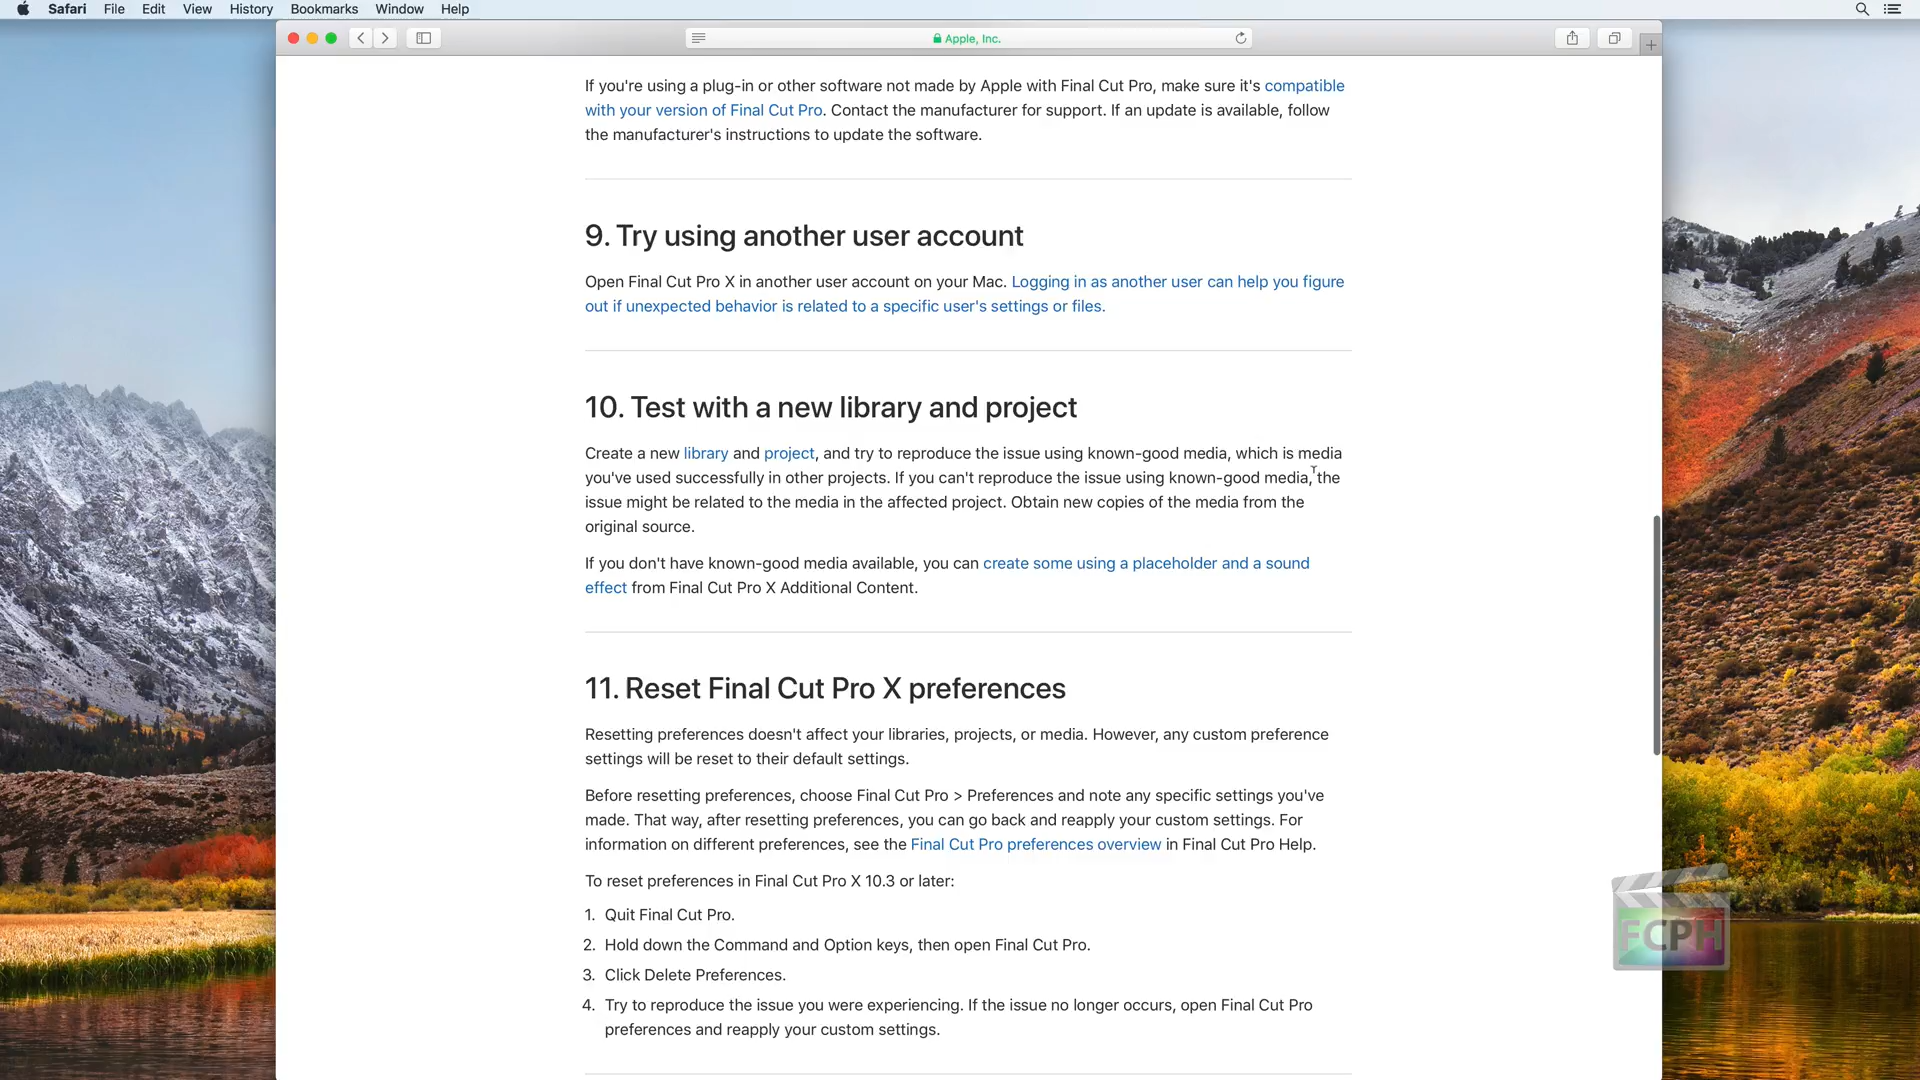 Safari File Edit View History Bookmarks Window Help
Apple, Inc.
If you're using a plug-in or other software not made by Apple with Final Cut Pro, make sure it's compatible
with your version of Final Cut Pro. Contact the manufacturer for support. If an update is available, follow
the manufacturer's instructions to update the software.
9. Try using another user account
Open Final Cut Pro X in another user account on your Mac. Logging in as another user can help you figure
out if unexpected behavior is related to a specific user's settings or files.
10. Test with a new library and project
Create a new library and project, and try to reproduce the issue using known-good media, which is media
you've used successfully in other projects. If you can't reproduce the issue using known-good media, the
issue might be related to the media in the affected project. Obtain new copies of the media from the
original source.
If you don't have known-good media available, you can create some using a placeholder and a sound
effect from Final Cut Pro X Additional Content.
11. Reset Final Cut Pro X preferences
Resetting preferences doesn't affect your libraries, projects, or media. However, any custom preference
settings will be reset to their default settings.
Before resetting preferences, choose Final Cut Pro > Preferences and note any specific settings you've
made. That way, after resetting preferences, you can go back and reapply your custom settings. For
information on different preferences, see the Final Cut Pro preferences overview in Final Cut Pro Help.
To reset preferences in Final Cut Pro X 10.3 or later:
1. Quit Final Cut Pro.
2. Hold down the Command and Option keys, then open Final Cut Pro.
3. Click Delete Preferences.
4. Try to reproduce the issue you were experiencing. If the issue no longer occurs, open Final Cut Pro
preferences and reapply your custom settings.
FCPH